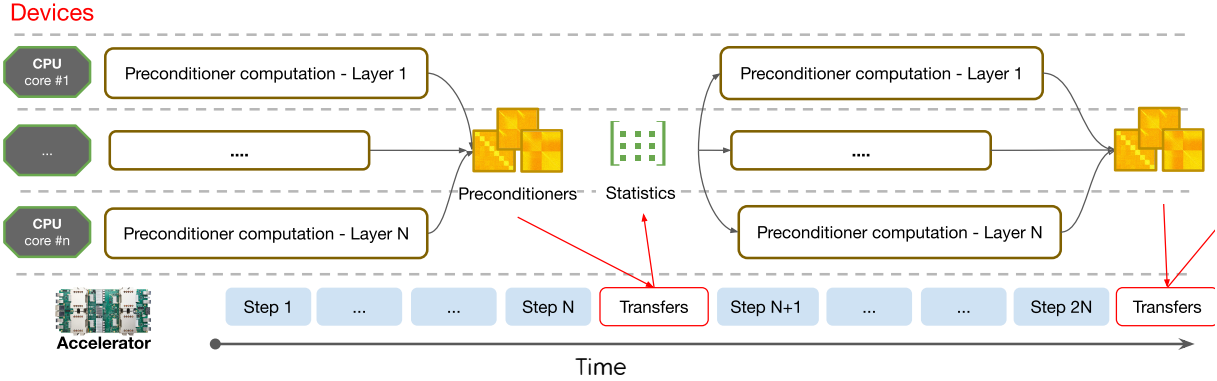 Devices
CPU
core #1
Preconditioner computation - Layer 1
Preconditioner computation - Layer 1
...
....
....
Preconditioners
Statistics
CPU
core #n
Preconditioner computation - Layer N
Preconditioner computation - Layer N
Step 1
...
...
Step N
Transfers
Step N+1
...
...
Step 2N
Transfers
Accelerator
Time